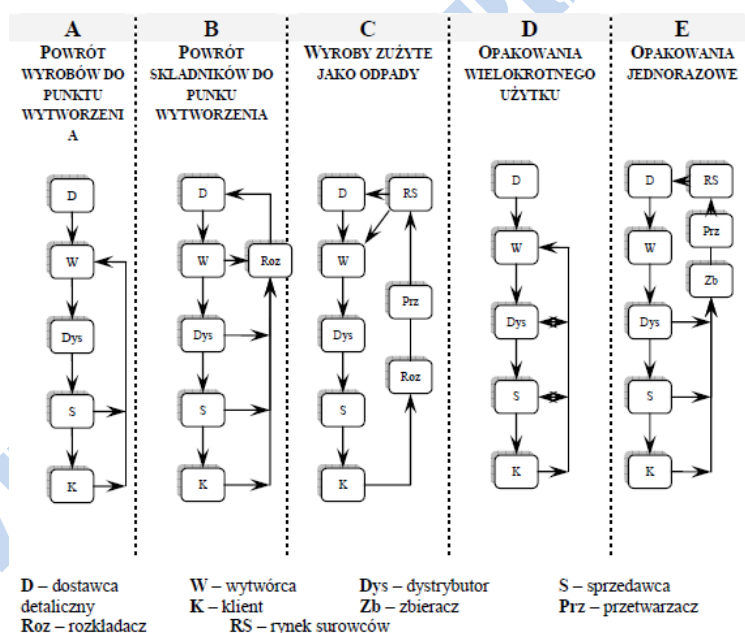 A
POWRÓT
WYROBÓW DO
PUNKTU
WYTWORZENI
A
B
POWRÓT
SKŁADNIKÓW DO
PUNKU
WYTWORZENIA
C
WYROBY ZUŻYTE
JAKO ODPADY
D
OPAKOWANIA
WIELOKROTNEGO
UŻYTKU
E
OPAKOWANIA
JEDNORAZOWE
D
W
Dys
S
K
D
W
Roz
Dys
S
K
D
RS
W
Prz
Dys
Roz
S
K
D
W
Dys
S
K
D
RS
Prz
W
Zb
Dys
S
K
D – dostawca W – wytwórca Dys – dystrybutor S – sprzedawca
detaliczny K – klient Zb – zbieracz Prz – przetwarzacz
Roz – rozkładacz RS – rynek surowców